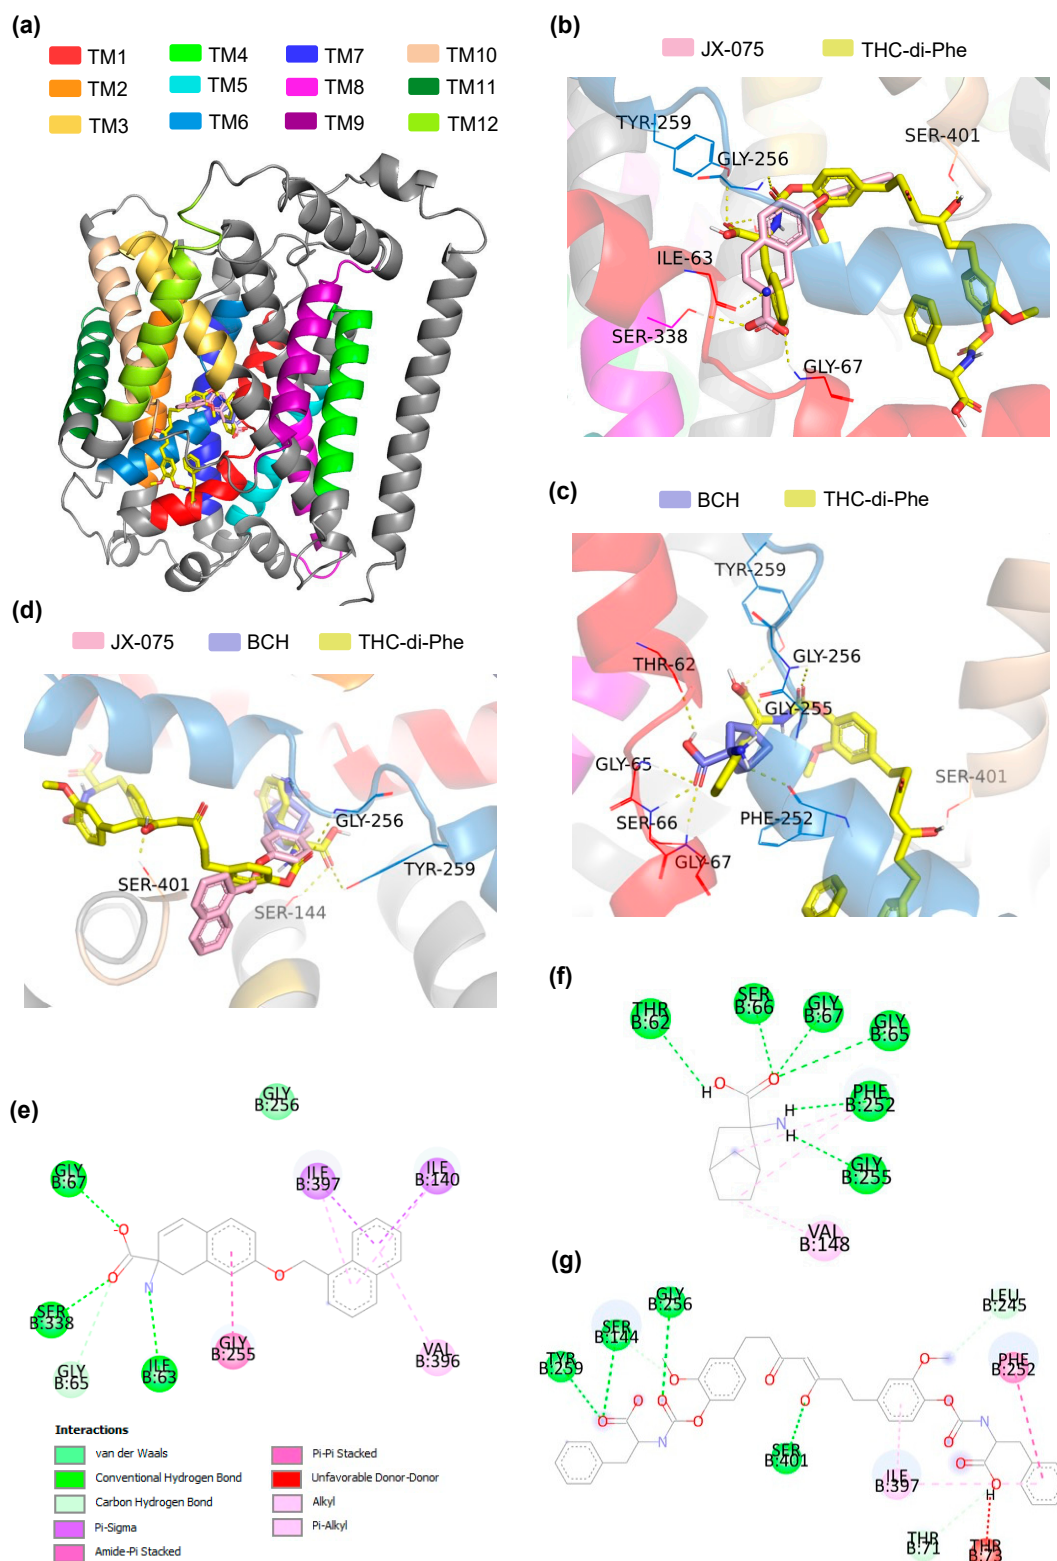 (a)
TM1 TM4 TM7 TM10
TM2 TM5 TM8 TM11
TM3 TM6 TM9 TM12
(b)
JX-075 THC-di-Phe
TYR-259
GLY-256
SER-401
ILE-63
SER-338
GLY-67
(c)
BCH THC-di-Phe
TYR-259
THR-62
GLY-256
GLY-255
GLY-65
SER-401
SER-66
PHE-252
GLY-67
(d)
JX-075 BCH THC-di-Phe
GLY-256
TYR-259
SER-401
SER-144
(e)
GLY
B:256
GLY
B:67
ILE
B:397
ILE
B:140
O
-
O
N
O
SER
B:338
GLY
B:65
ILE
B:63
GLY
B:255
VAL
B:396
Interactions
van der Waals
Conventional Hydrogen Bond
Carbon Hydrogen Bond
Pi-Sigma
Amide-Pi Stacked
Pi-Pi Stacked
Unfavorable Donor-Donor
Alkyl
Pi-Alkyl
(f)
THR
B:62
SER
B:66
GLY
B:67
GLY
B:65
H
O
O
H
N
H
PHE
B:252
GLY
B:255
VAL
B:148
(g)
GLY
B:256
SER
B:144
TYR
B:259
LEU
B:245
PHE
B:252
O
O
O
O
O
N
O
O
SER
B:401
O
O
O
N
O
O
H
ILE
B:397
THR
B:71
THR
B:73